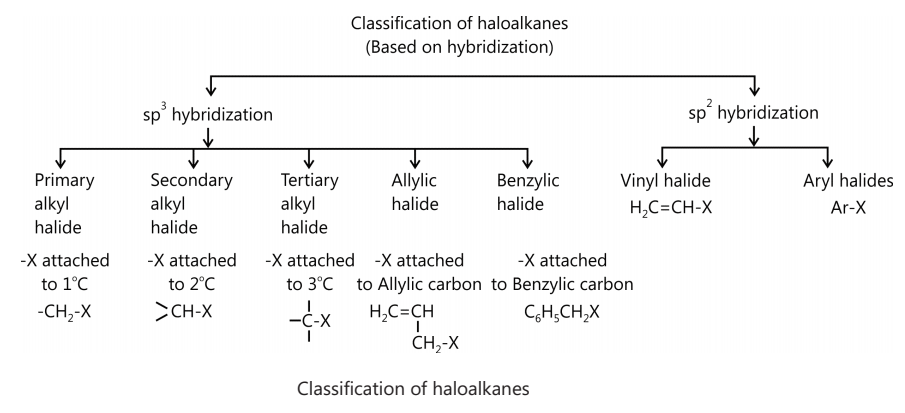 Classification of haloalkanes
(Based on hybridization)
sp³ hybridization
sp² hybridization
Primary
alkyl
halide
Secondary
alkyl
halide
Tertiary
alkyl
halide
Allylic
halide
Benzylic
halide
Vinyl halide
H₂C=CH-X
Aryl halides
Ar-X
-X attached
to 1°C
-CH₂-X
-X attached
to 2°C
>CH-X
-X attached
to 3°C
–C-X
-X attached
to Allylic carbon
H₂C=CH
CH₂-X
-X attached
to Benzylic carbon
C₆H₅CH₂X
Classification of haloalkanes